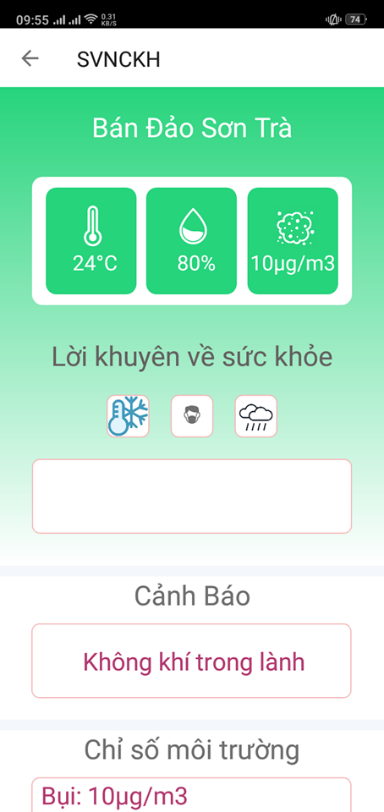 09:55 0.31 KB/S 74
SVNCKH
Bán Đảo Sơn Trà
24°C 80% 10µg/m3
Lời khuyên về sức khỏe
Cảnh Báo
Không khí trong lành
Chỉ số môi trường
Bụi: 10µg/m3